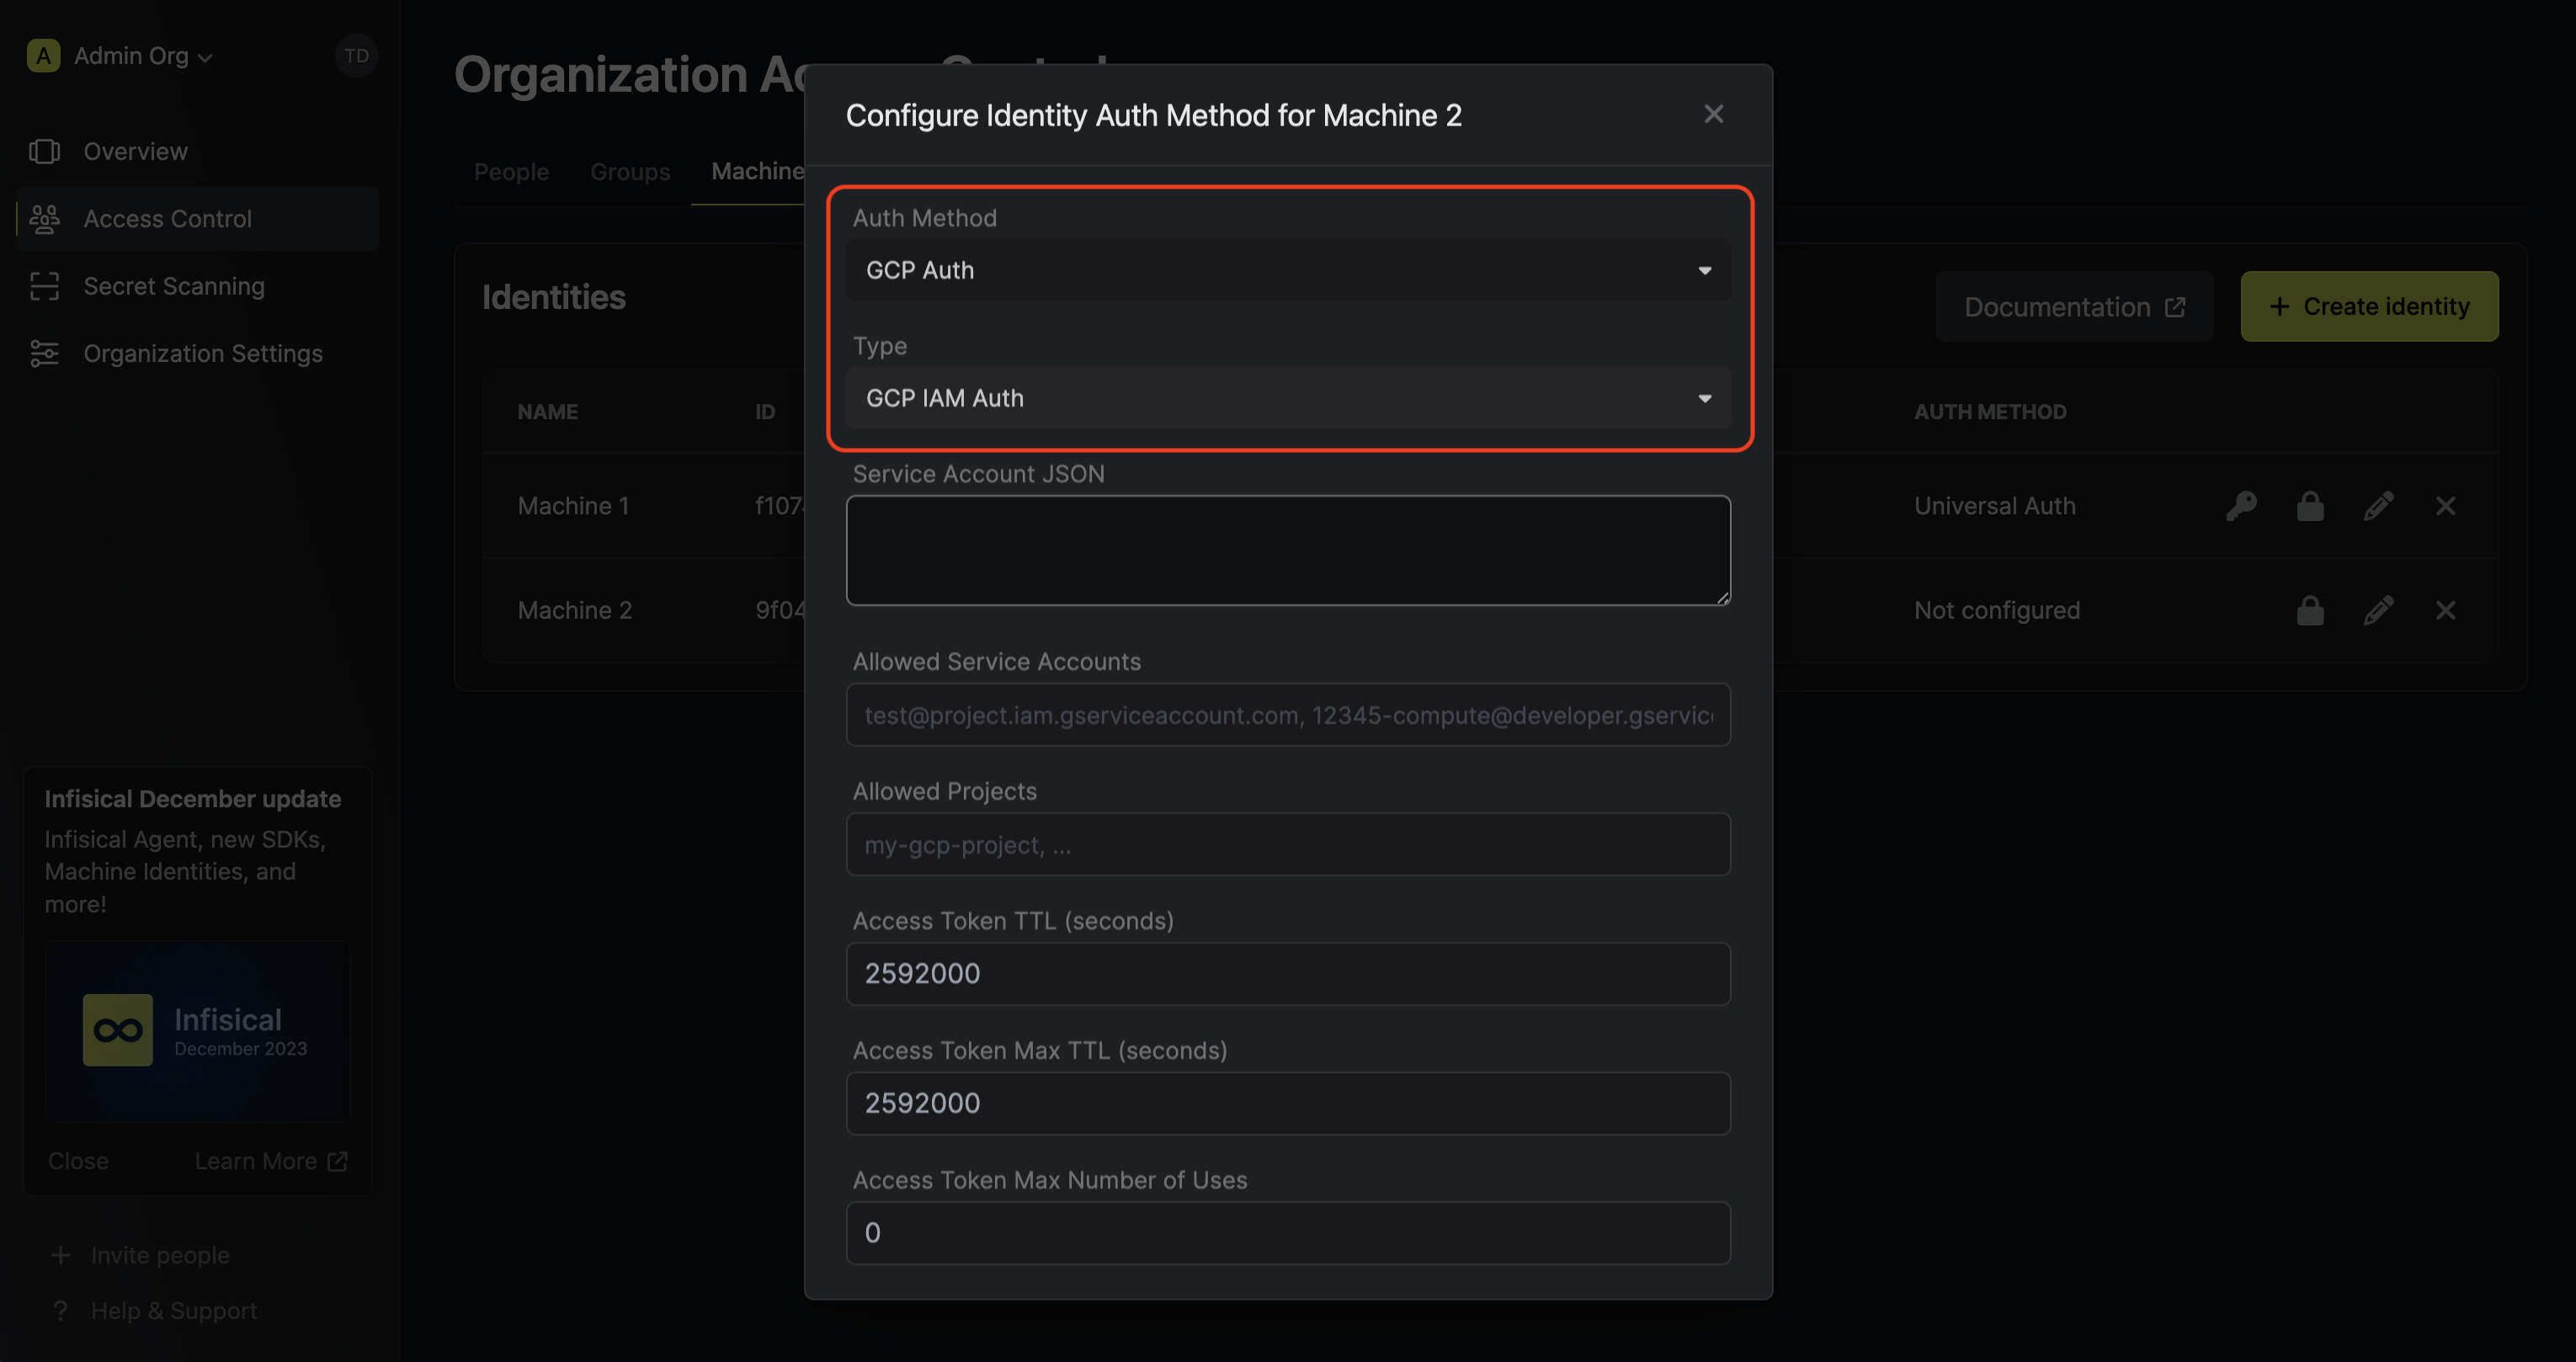 A
Admin Org
TD
Overview
Access Control
Secret Scanning
Organization Settings
Infisical December update
Infisical Agent, new SDKs,
Machine Identities, and
more!
Infisical
December 2023
Close
Learn More
+ Invite people
? Help & Support
Organization
People
Groups
Machine
Identities
Documentation
+ Create identity
NAME
ID
AUTH METHOD
Machine 1
f107
Universal Auth
Machine 2
9f04
Not configured
Configure Identity Auth Method for Machine 2
Auth Method
GCP Auth
Type
GCP IAM Auth
Service Account JSON
Allowed Service Accounts
test@project.iam.gserviceaccount.com, 12345-compute@developer.gservic
Allowed Projects
my-gcp-project, ...
Access Token TTL (seconds)
2592000
Access Token Max TTL (seconds)
2592000
Access Token Max Number of Uses
0